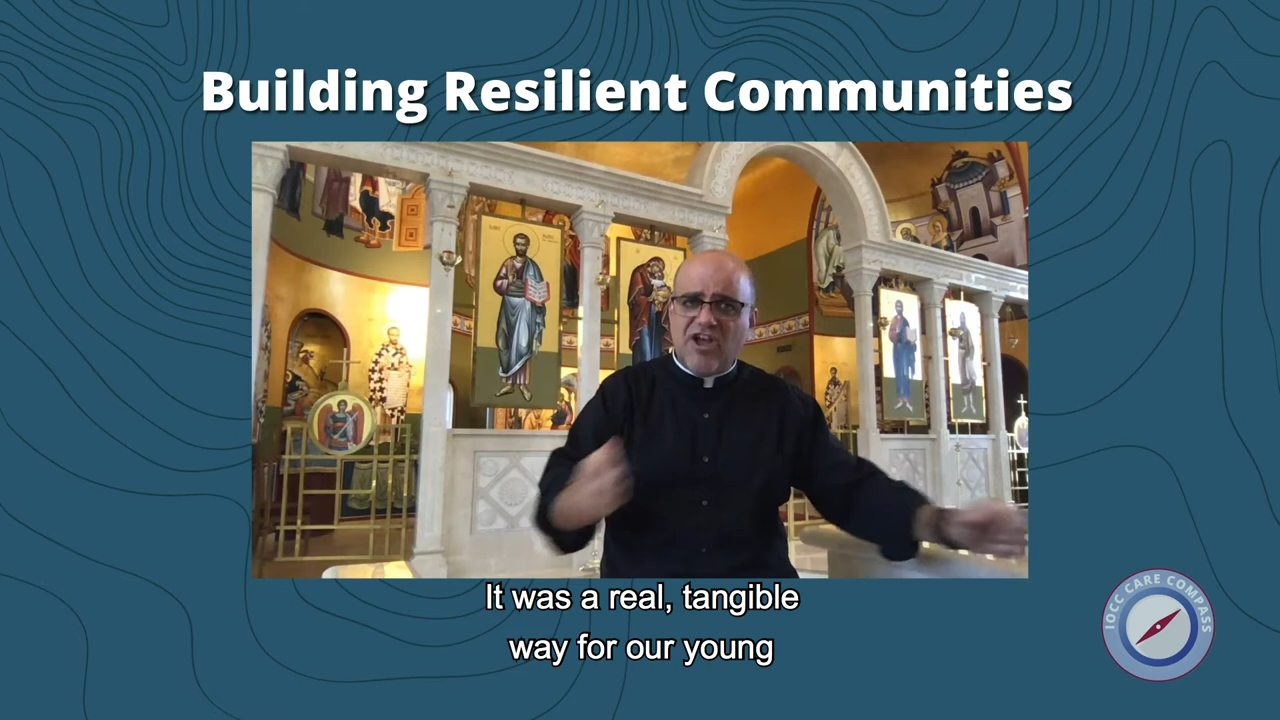 Building Resilient Communities
It was a real, tangible
way for our young
IOCC CARE COMPASS